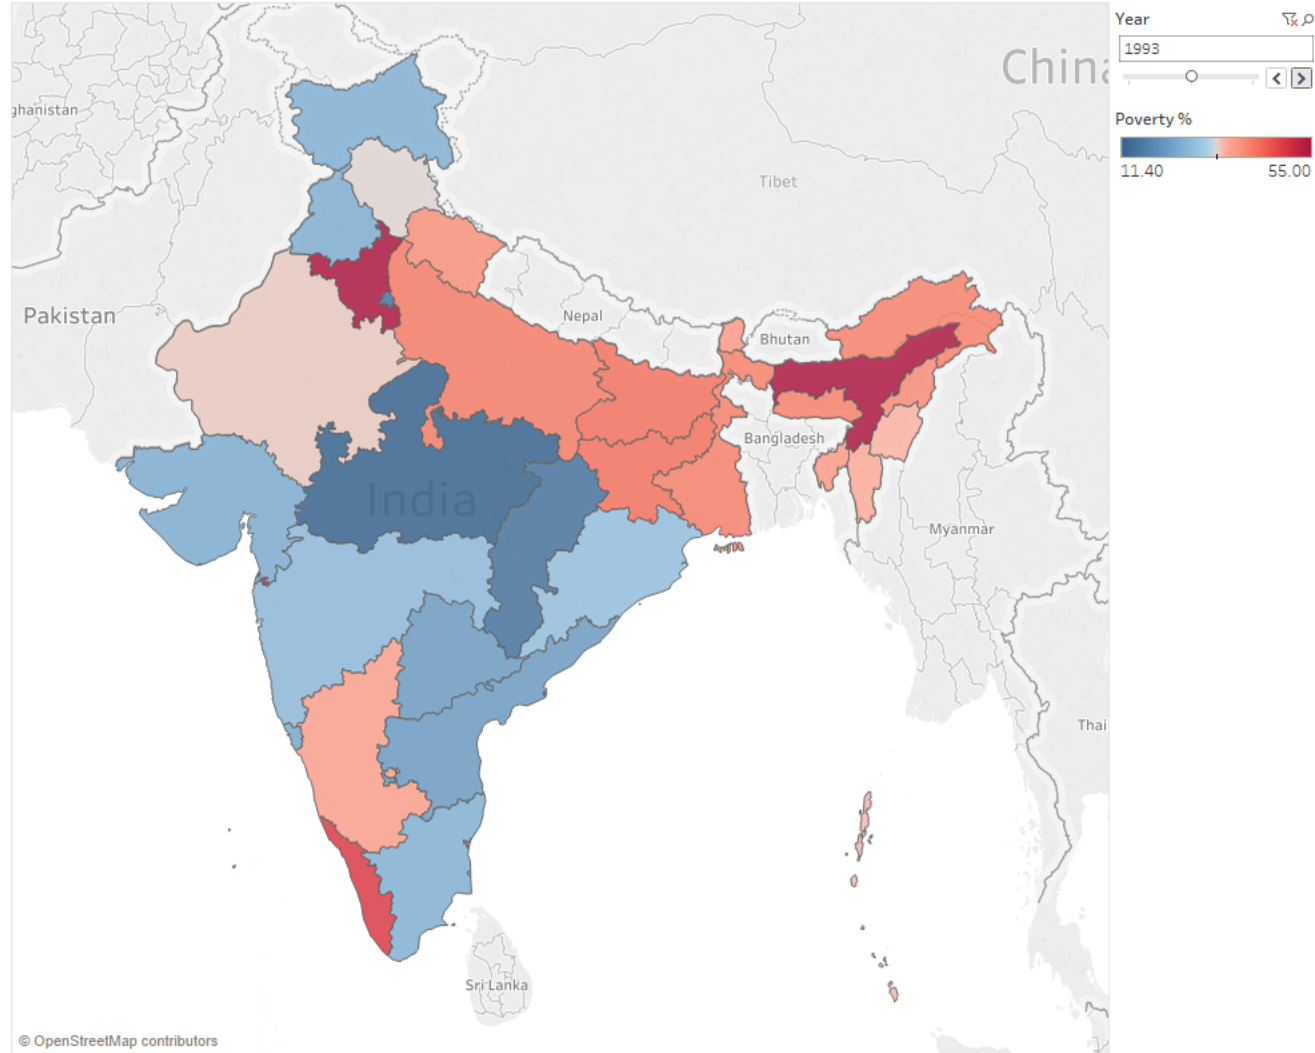 Year
1993
Poverty %
11.40 55.00
China
ghanistan
Tibet
Pakistan
Nepal
Bhutan
Bangladesh
India
Myanmar
Thai
Sri Lanka
© OpenStreetMap contributors